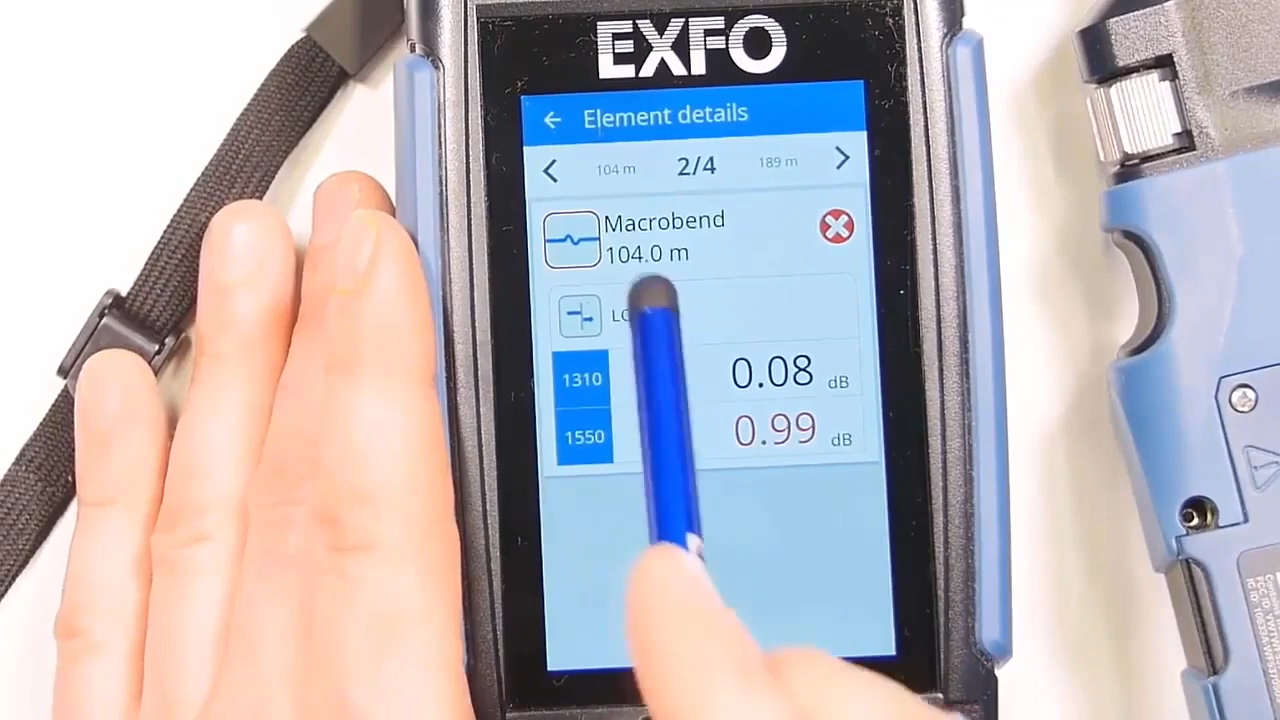 EXFO
← Element details
104 m 2/4 189 m
Macrobend
104.0 m
1310 0.08 dB
1550 0.99 dB